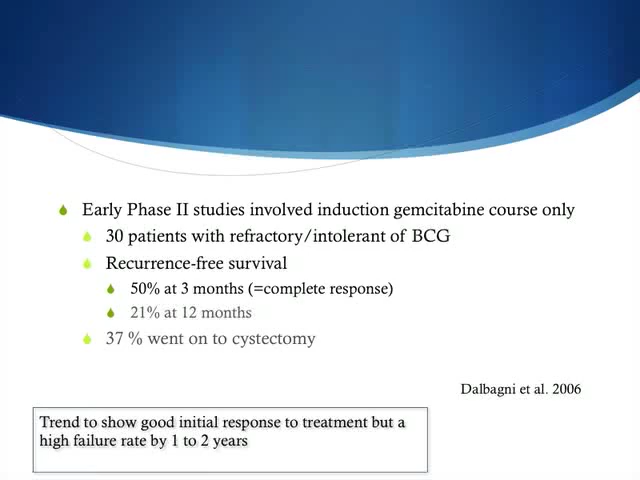 Early Phase II studies involved induction gemcitabine course only
30 patients with refractory/intolerant of BCG
Recurrence-free survival
50% at 3 months (=complete response)
21% at 12 months
37 % went on to cystectomy
Dalbagni et al. 2006
Trend to show good initial response to treatment but a
high failure rate by 1 to 2 years